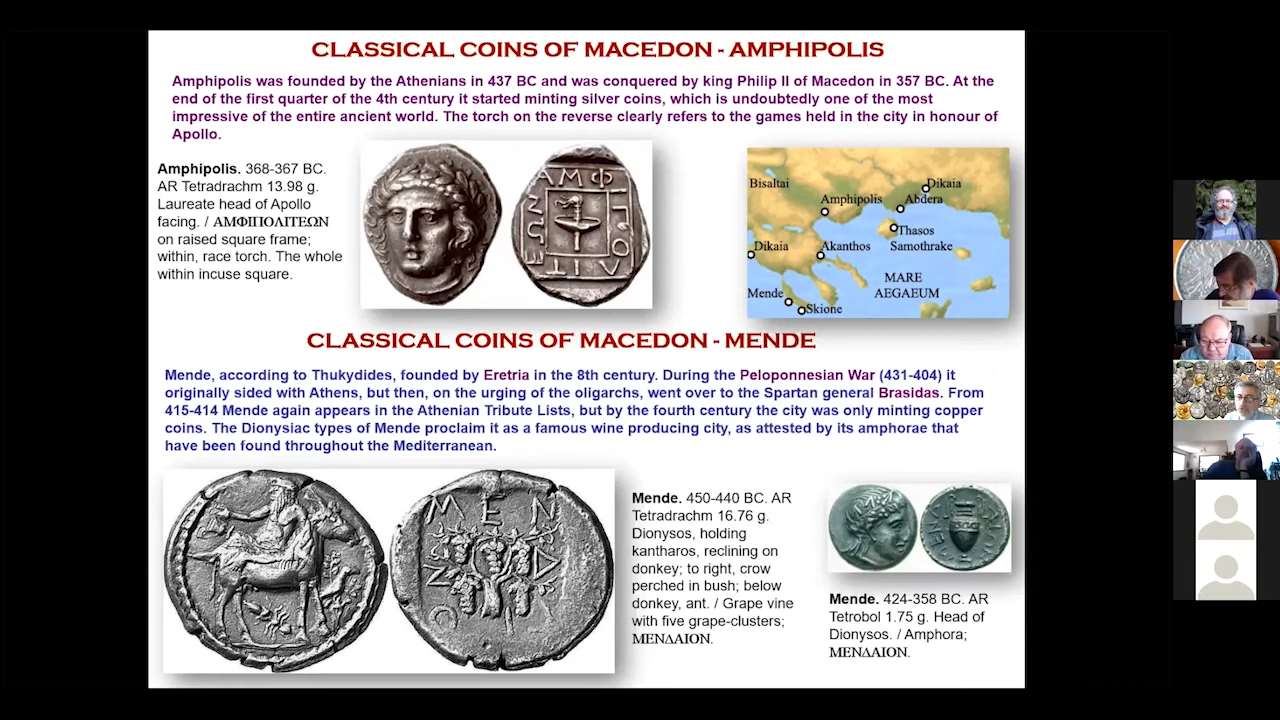 CLASSICAL COINS OF MACEDON - AMPHIPOLIS
Amphipolis was founded by the Athenians in 437 BC and was conquered by king Philip II of Macedon in 357 BC. At the
end of the first quarter of the 4th century it started minting silver coins, which is undoubtedly one of the most
impressive of the entire ancient world. The torch on the reverse clearly refers to the games held in the city in honour of
Apollo.
Amphipolis. 368-367 BC.
AR Tetradrachm 13.98 g.
Laureate head of Apollo
facing. / ΑΜΦΙΠΟΛΙΤΕΩΝ
on raised square frame;
within, race torch. The whole
within incuse square.
ΑΜΦ
Bisaltai
Dikaia
Amphipolis
Abdera
Thasos
Dikaia
Akanthos
Samothrake
MARE
AEGAEUM
Mende
Skione
CLASSICAL COINS OF MACEDON - MENDE
Mende, according to Thukydides, founded by Eretria in the 8th century. During the Peloponnesian War (431-404) it
originally sided with Athens, but then, on the urging of the oligarchs, went over to the Spartan general Brasidas. From
415-414 Mende again appears in the Athenian Tribute Lists, but by the fourth century the city was only minting copper
coins. The Dionysiac types of Mende proclaim it as a famous wine producing city, as attested by its amphorae that
have been found throughout the Mediterranean.
ΜΕΝ
Mende. 450-440 BC. AR
Tetradrachm 16.76 g.
Dionysos, holding
kantharos, reclining on
donkey; to right, crow
perched in bush; below
donkey, ant. / Grape vine
with five grape-clusters;
ΜΕΝΔΑΙΟΝ.
Mende. 424-358 BC. AR
Tetrobol 1.75 g. Head of
Dionysos. / Amphora;
ΜΕΝΔΑΙΟΝ.